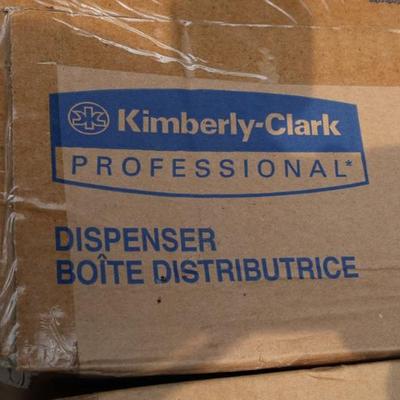 Kimberly-Clark
PROFESSIONAL*
DISPENSER
BOÎTE DISTRIBUTRICE